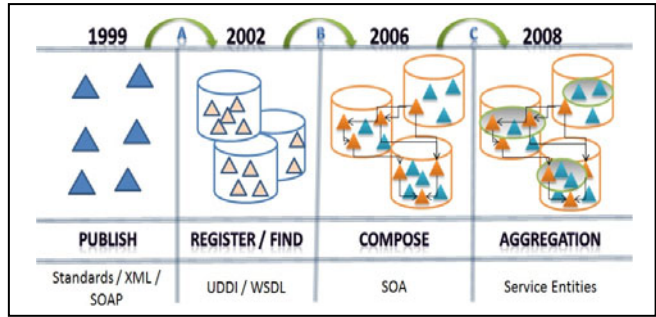 1999 A 2002 B 2006 C 2008
PUBLISH REGISTER / FIND COMPOSE AGGREGATION
Standards / XML / SOAP UDDI / WSDL SOA Service Entities